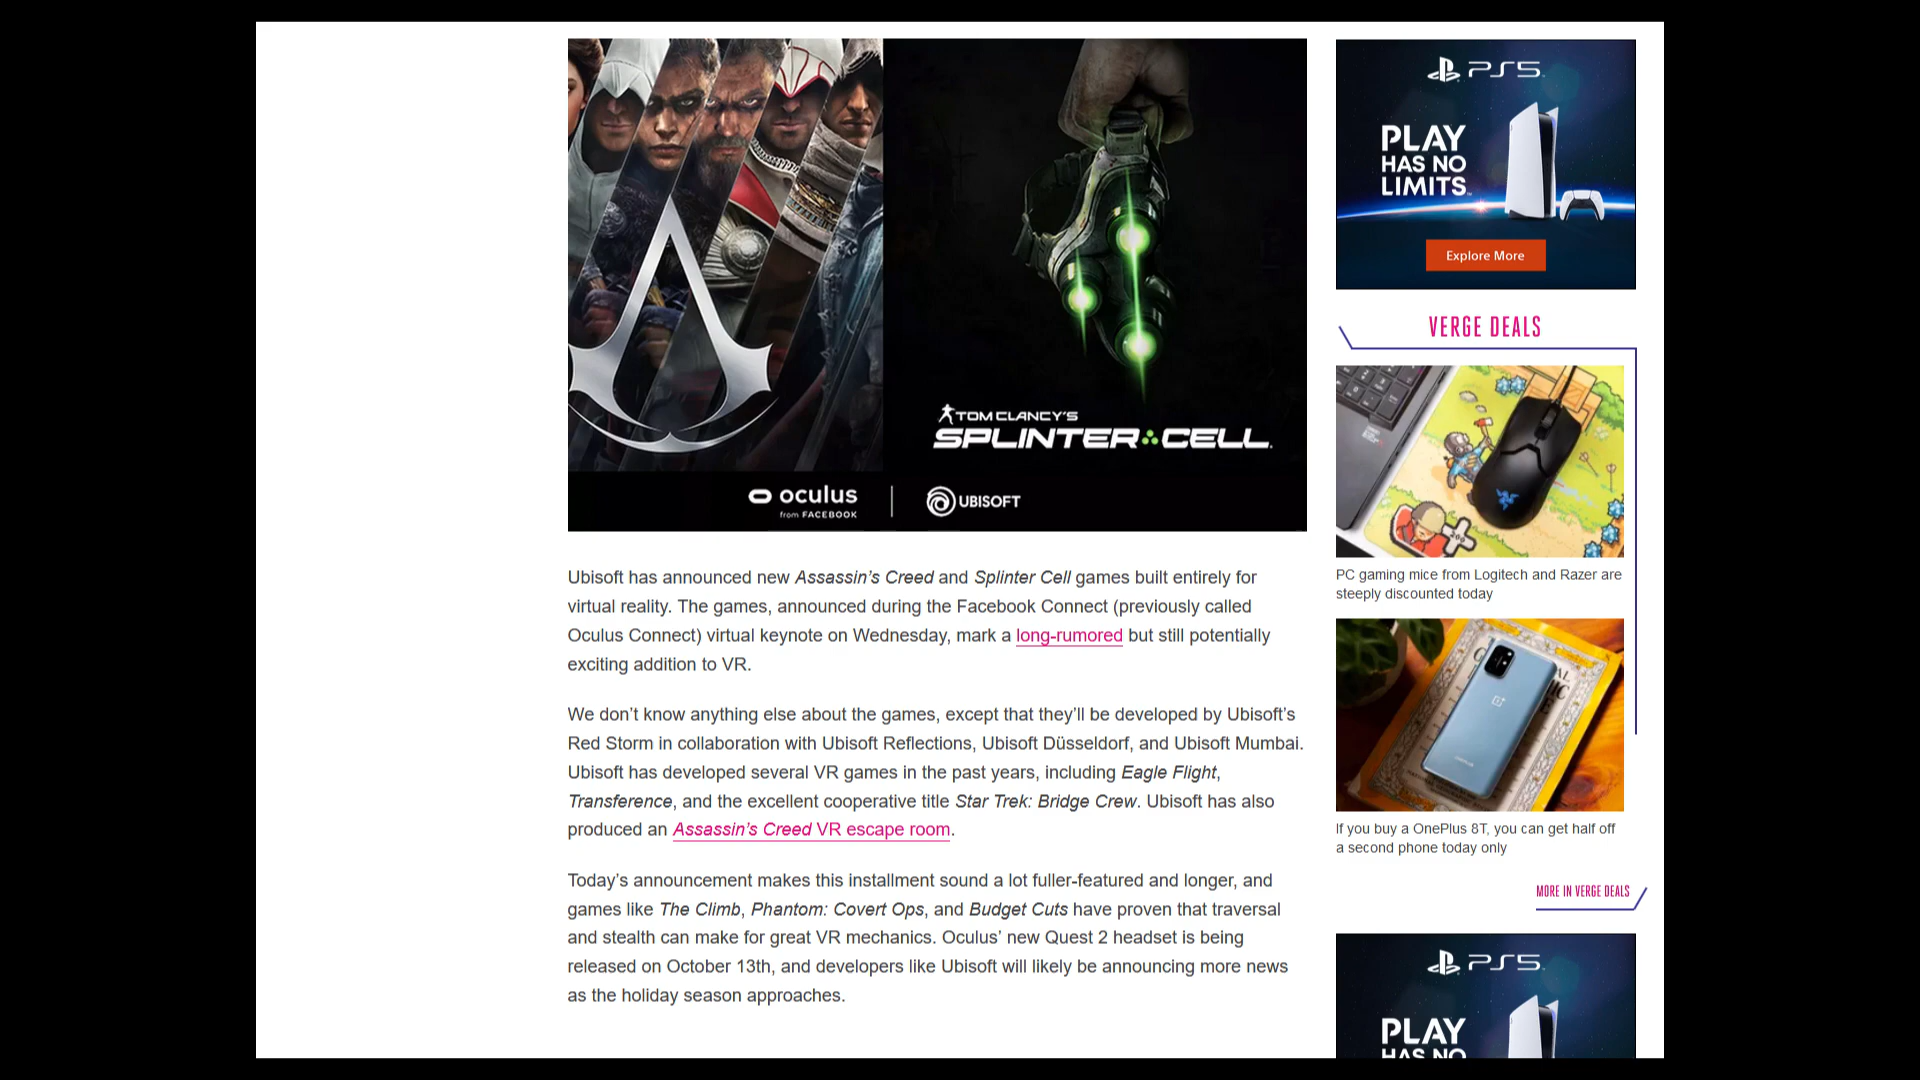 TOM CLANCY'S
SPLINTER CELL
oculus
from FACEBOOK
UBISOFT
Ubisoft has announced new Assassin’s Creed and Splinter Cell games built entirely for
virtual reality. The games, announced during the Facebook Connect (previously called
Oculus Connect) virtual keynote on Wednesday, mark a long-rumored but still potentially
exciting addition to VR.
We don’t know anything else about the games, except that they’ll be developed by Ubisoft’s
Red Storm in collaboration with Ubisoft Reflections, Ubisoft Düsseldorf, and Ubisoft Mumbai.
Ubisoft has developed several VR games in the past years, including Eagle Flight,
Transference, and the excellent cooperative title Star Trek: Bridge Crew. Ubisoft has also
produced an Assassin’s Creed VR escape room.
Today’s announcement makes this installment sound a lot fuller-featured and longer, and
games like The Climb, Phantom: Covert Ops, and Budget Cuts have proven that traversal
and stealth can make for great VR mechanics. Oculus’ new Quest 2 headset is being
released on October 13th, and developers like Ubisoft will likely be announcing more news
as the holiday season approaches.
PS5
PLAY
HAS NO
LIMITS
Explore More
VERGE DEALS
PC gaming mice from Logitech and Razer are
steeply discounted today
If you buy a OnePlus 8T, you can get half off
a second phone today only
MORE IN VERGE DEALS
PS5
PLAY
HAS NO